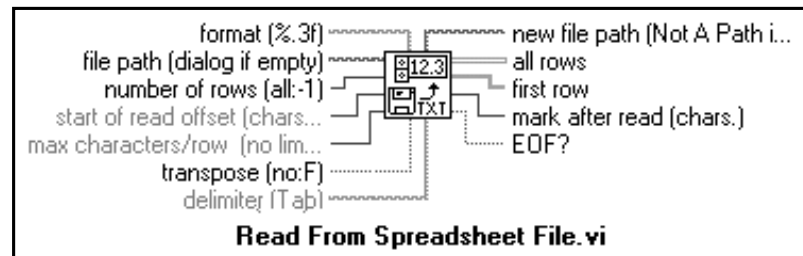 format (%.3f)
file path (dialog if empty)
number of rows (all:-1)
start of read offset (chars...
max characters/row (no lim...
transpose (no:F)
delimiter (Tab)
12.3
TXT
new file path (Not A Path i...
all rows
first row
mark after read (chars.)
EOF?
Read From Spreadsheet File.vi